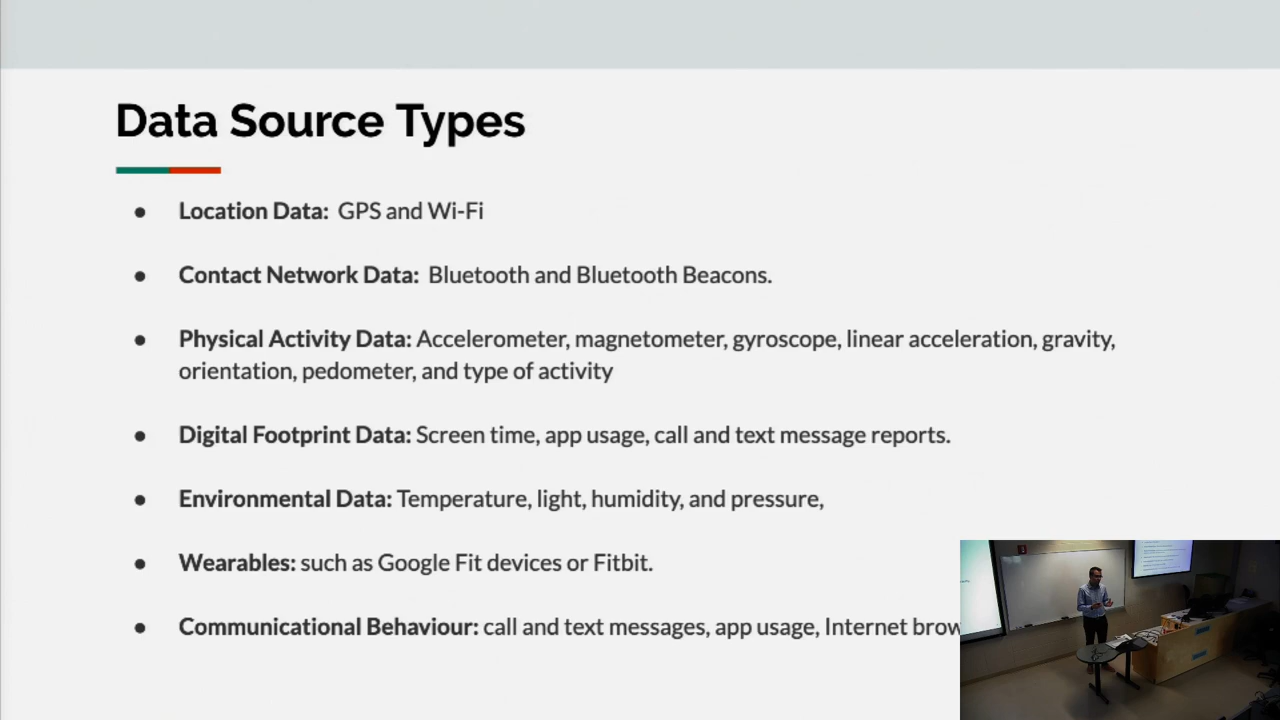 Data Source Types
● Location Data: GPS and Wi-Fi
● Contact Network Data: Bluetooth and Bluetooth Beacons.
● Physical Activity Data: Accelerometer, magnetometer, gyroscope, linear acceleration, gravity,
orientation, pedometer, and type of activity
● Digital Footprint Data: Screen time, app usage, call and text message reports.
● Environmental Data: Temperature, light, humidity, and pressure,
● Wearables: such as Google Fit devices or Fitbit.
● Communicational Behaviour: call and text messages, app usage, Internet brow